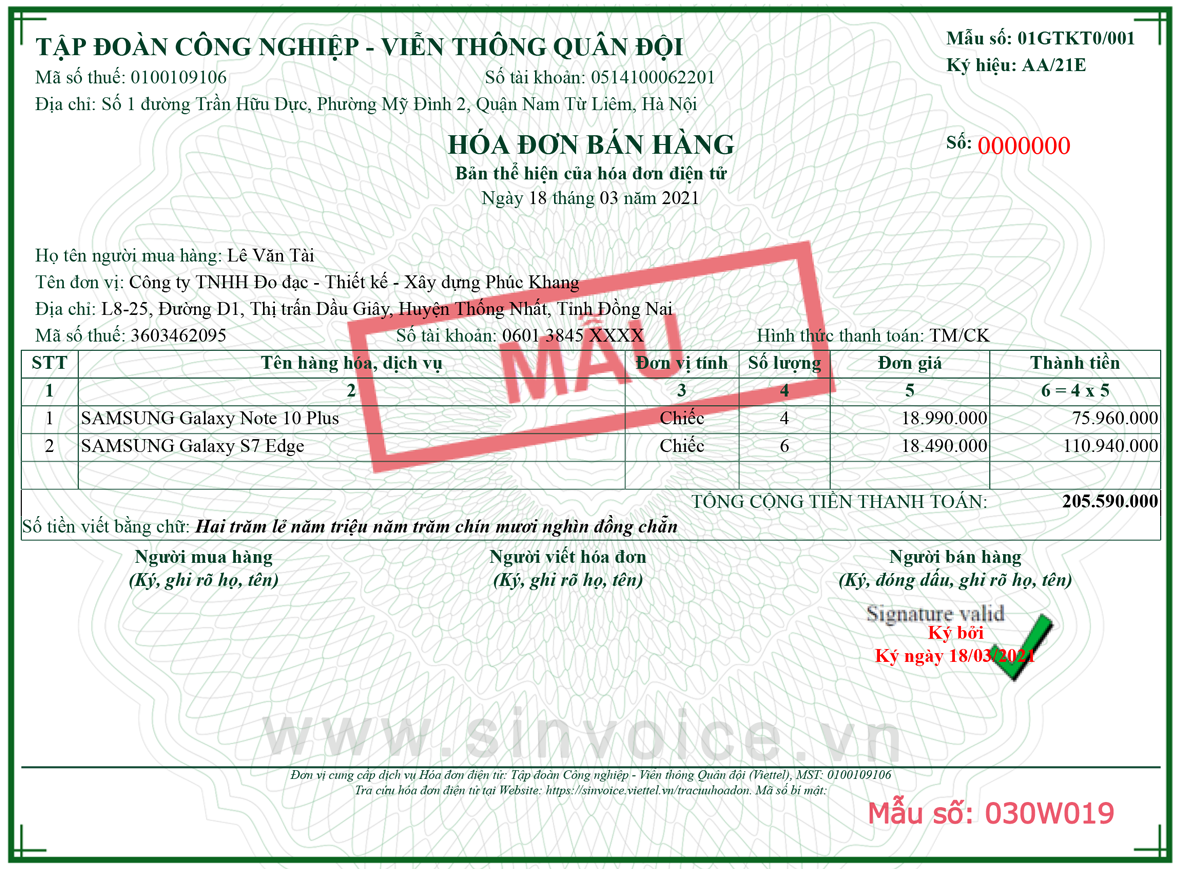 TẬP ĐOÀN CÔNG NGHIỆP - VIỄN THÔNG QUÂN ĐỘI
Mẫu số: 01GTKT0/001
Mã số thuế: 0100109106 Số tài khoản: 0514100062201
Ký hiệu: AA/21E
Địa chỉ: Số 1 đường Trần Hữu Dực, Phường Mỹ Đình 2, Quận Nam Từ Liêm, Hà Nội
HÓA ĐƠN BÁN HÀNG
Số: 0000000
Bản thể hiện của hóa đơn điện tử
Ngày 18 tháng 03 năm 2021
Họ tên người mua hàng: Lê Văn Tài
Tên đơn vị: Công ty TNHH Đo đạc - Thiết kế - Xây dựng Phúc Khang
Địa chỉ: L8-25, Đường D1, Thị trấn Dầu Giây, Huyện Thống Nhất, Tỉnh Đồng Nai
Mã số thuế: 3603462095 Số tài khoản: 0601 3845 XXXX Hình thức thanh toán: TM/CK
MẪU
STT Tên hàng hóa, dịch vụ Đơn vị tính Số lượng Đơn giá Thành tiền
1 2 3 4 5 6 = 4 x 5
1 SAMSUNG Galaxy Note 10 Plus Chiếc 4 18.990.000 75.960.000
2 SAMSUNG Galaxy S7 Edge Chiếc 6 18.490.000 110.940.000
TỔNG CỘNG TIỀN THANH TOÁN: 205.590.000
Số tiền viết bằng chữ: Hai trăm lẻ năm triệu năm trăm chín mươi nghìn đồng chẵn
Người mua hàng Người viết hóa đơn Người bán hàng
(Ký, ghi rõ họ, tên) (Ký, ghi rõ họ, tên) (Ký, đóng dấu, ghi rõ họ, tên)
Signature valid
Ký bởi
Ký ngày 18/03/2021
www.sinvoice.vn
Đơn vị cung cấp dịch vụ Hóa đơn điện tử: Tập đoàn Công nghiệp - Viễn thông Quân đội (Viettel), MST: 0100109106
Tra cứu hóa đơn điện tử tại Website: https://sinvoice.viettel.vn/tracuuhoadon. Mã số bí mật:
Mẫu số: 030W019